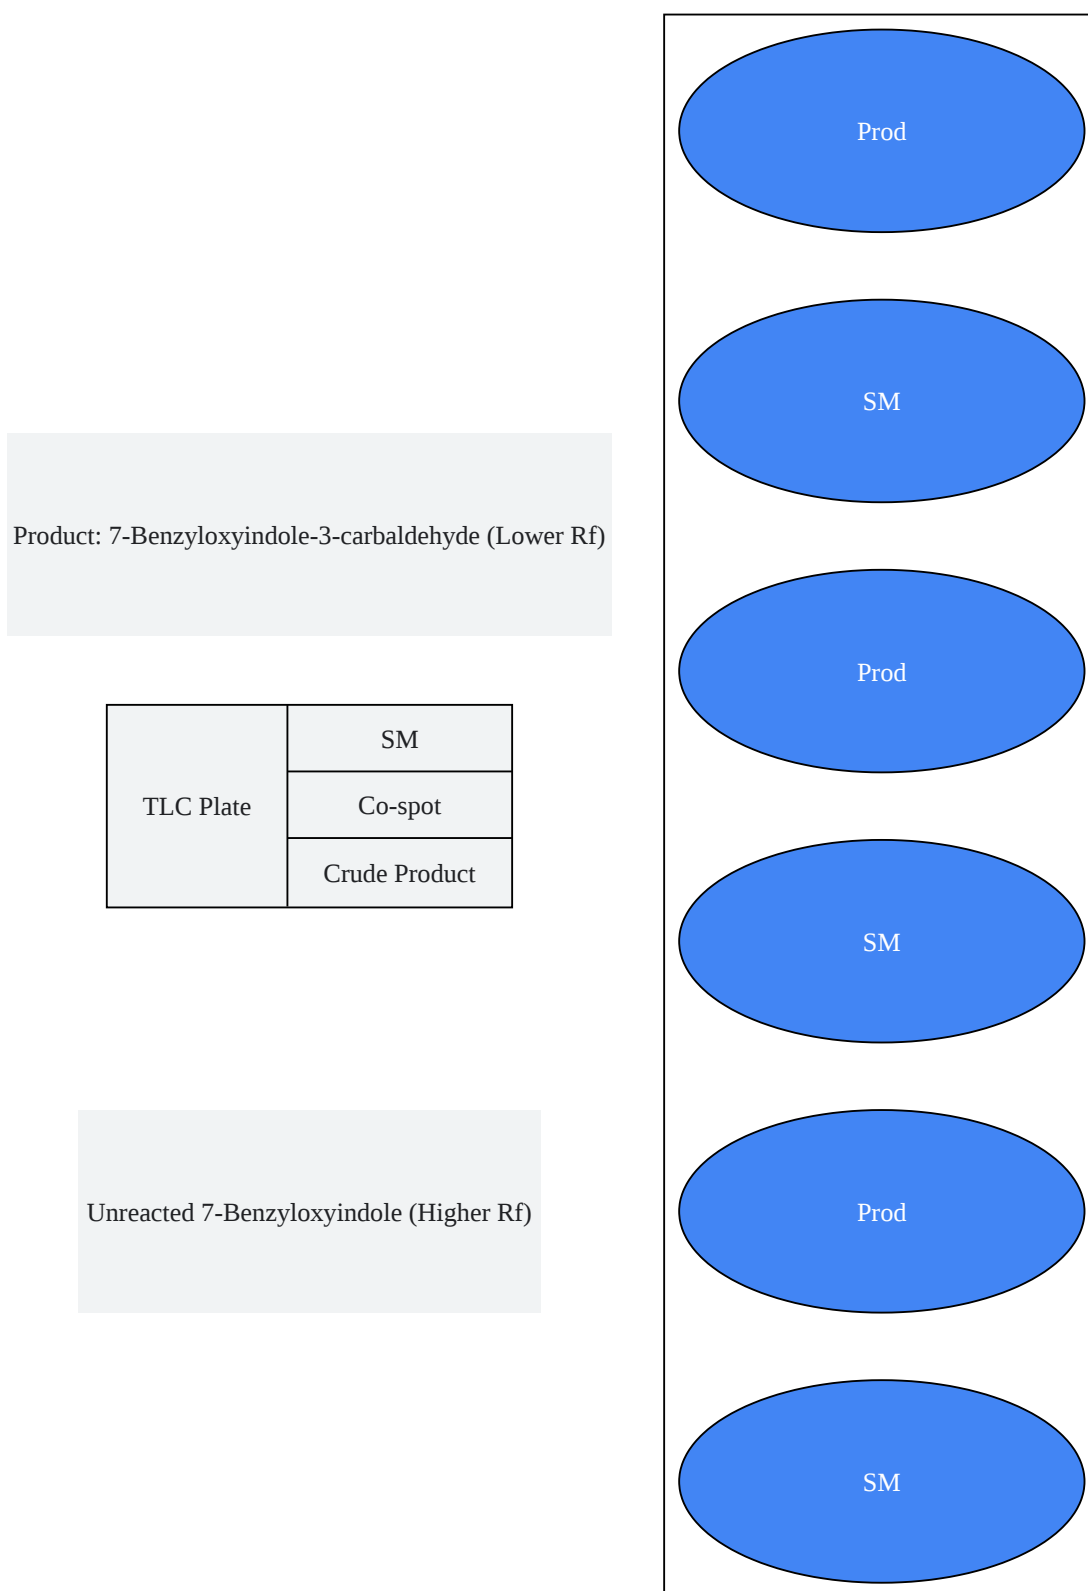 Product: 7-Benzyloxyindole-3-carbaldehyde (Lower Rf)
TLC Plate
SM
Co-spot
Crude Product
Unreacted 7-Benzyloxyindole (Higher Rf)
Prod
SM
Prod
SM
Prod
SM